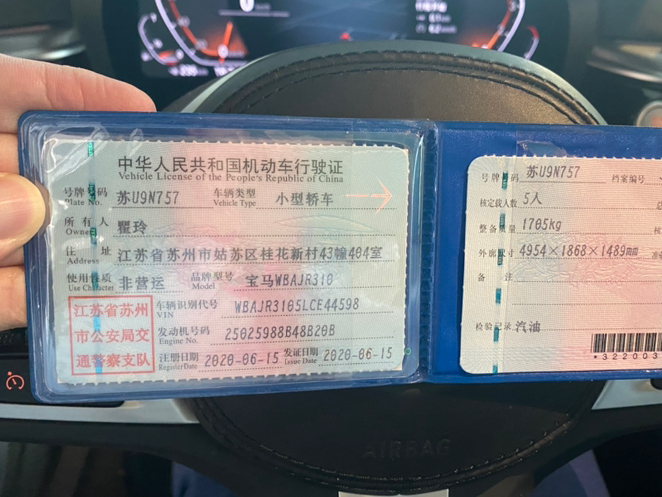 中华人民共和国机动车行驶证
Vehicle License of the People's Republic of China
号牌号码 苏U9N757 车辆类型 小型轿车
Plate No. Vehicle Type
所有人 瞿玲
Owner
住址 江苏省苏州市姑苏区桂花新村43幢404室
Address
使用性质 非营运 品牌型号 宝马WBAJR310
Use Character Model
江苏省苏州
市公安局交
通警察支队
车辆识别代号 WBAJR3105LCE44598
VIN
发动机号码 25025988B48B20B
Engine No.
注册日期 2020-06-15 发证日期 2020-06-15
Register Date Issue Date
号牌号码 苏U9N757 档案编号
核定载人数 5人
整备质量 1705kg
外廓尺寸 4954×1868×1489mm
备注
检验记录 汽油
*322003
AIRBAG